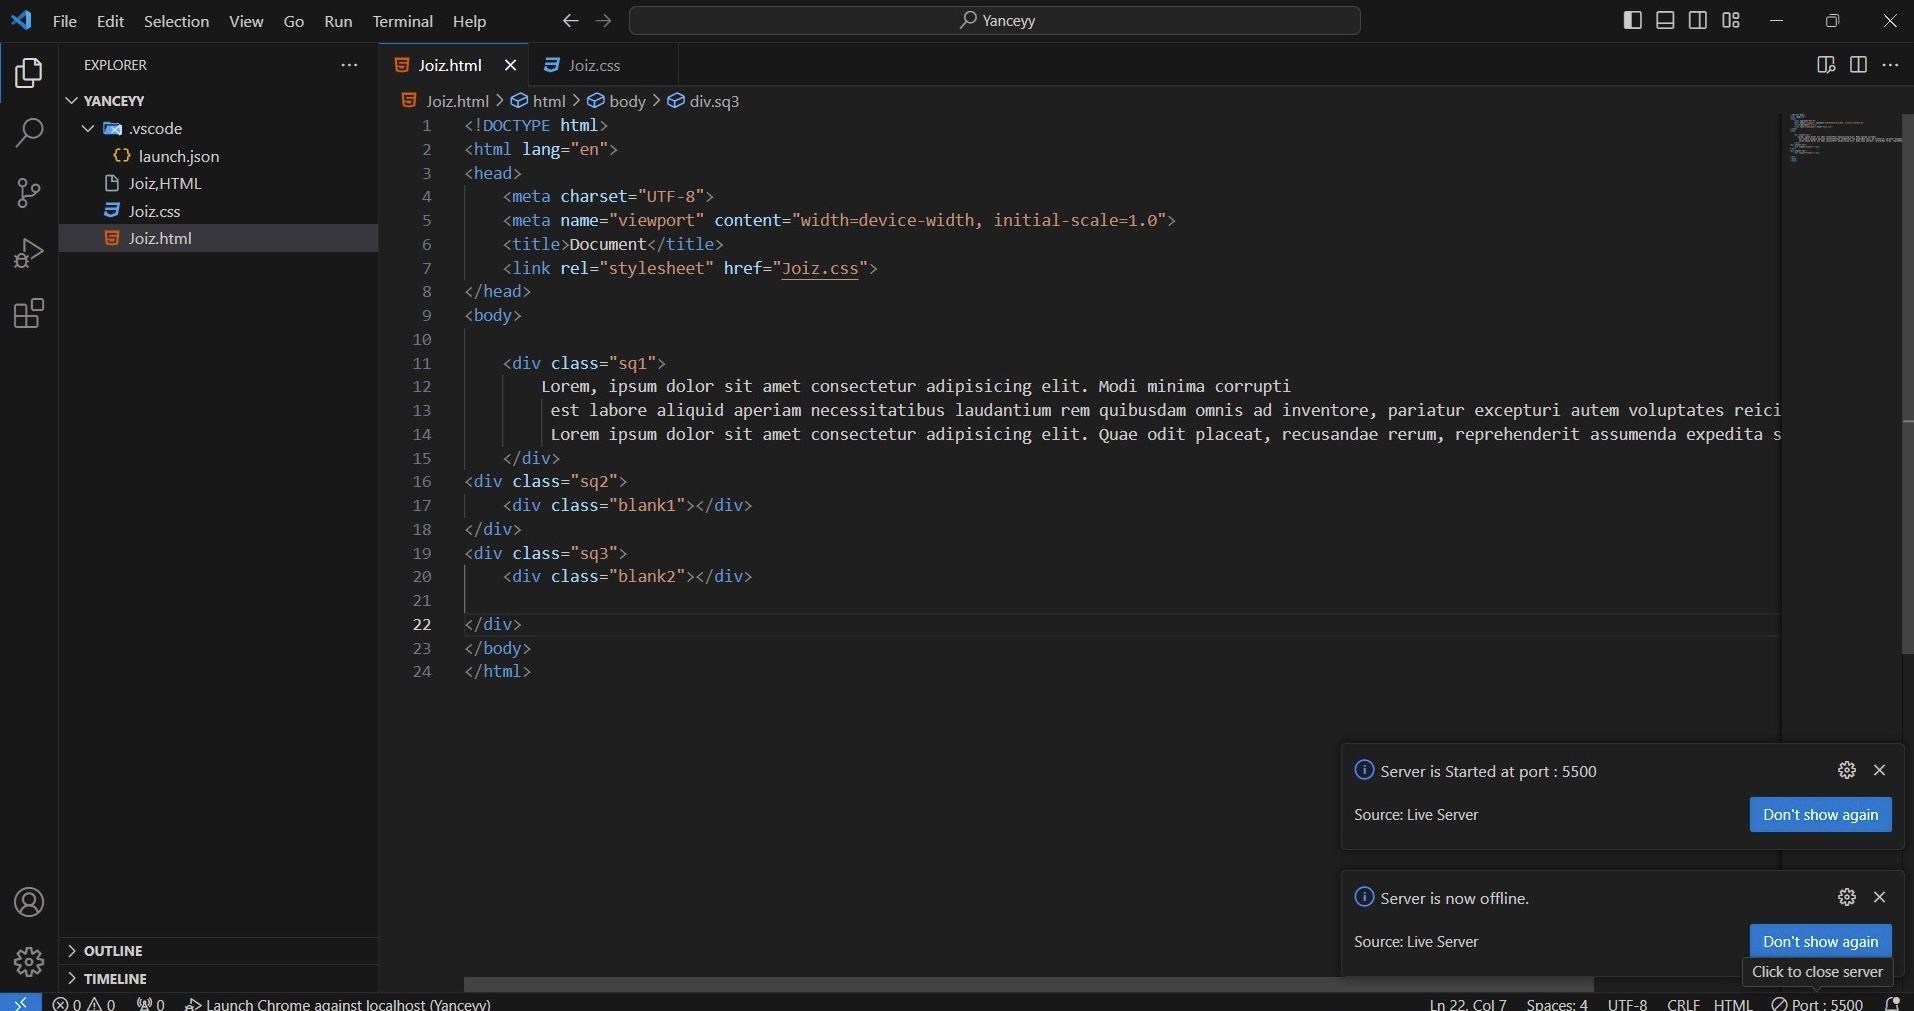 File Edit Selection View Go Run Terminal Help
Yanceyy
EXPLORER
YANCEYY
.vscode
launch.json
Joiz,HTML
Joiz.css
Joiz.html
OUTLINE
TIMELINE
Joiz.html Joiz.css
Joiz.html html body div.sq3
1 <!DOCTYPE html>
2 <html lang="en">
3 <head>
4 <meta charset="UTF-8">
5 <meta name="viewport" content="width=device-width, initial-scale=1.0">
6 <title>Document</title>
7 <link rel="stylesheet" href="Joiz.css">
8 </head>
9 <body>
10
11 <div class="sq1">
12 Lorem, ipsum dolor sit amet consectetur adipisicing elit. Modi minima corrupti
13 est labore aliquid aperiam necessitatibus laudantium rem quibusdam omnis ad inventore, pariatur excepturi autem voluptates reici
14 Lorem ipsum dolor sit amet consectetur adipisicing elit. Quae odit placeat, recusandae rerum, reprehenderit assumenda expedita s
15 </div>
16 <div class="sq2">
17 <div class="blank1"></div>
18 </div>
19 <div class="sq3">
20 <div class="blank2"></div>
21
22 </div>
23 </body>
24 </html>
Server is Started at port : 5500
Source: Live Server
Don't show again
Server is now offline.
Source: Live Server
Don't show again
Click to close server
0 0 0 Launch Chrome against localhost (Yanceyy) Ln 22, Col 7 Spaces: 4 UTF-8 CRLF HTML Port : 5500